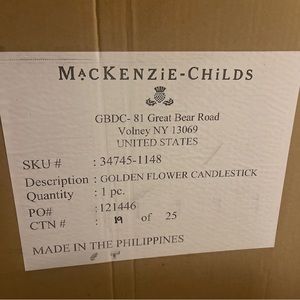 MACKENZIE-CHILDS
GBDC- 81 Great Bear Road
Volney NY 13069
UNITED STATES
SKU # : 34745-1148
Description : GOLDEN FLOWER CANDLESTICK
Quantity : 1 pc.
PO# : 121446
CTN # : 19 of 25
MADE IN THE PHILIPPINES